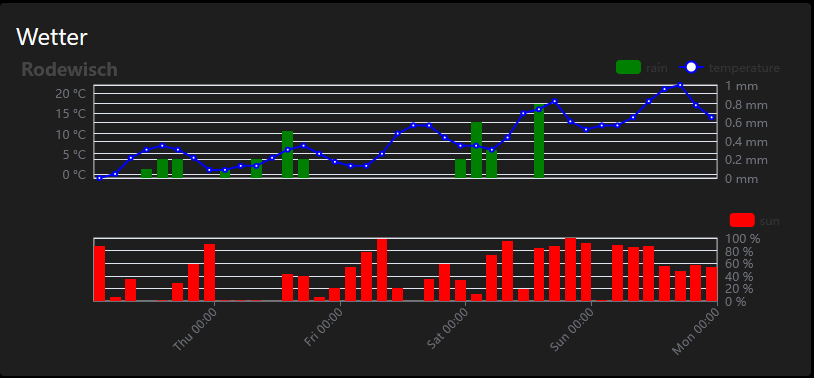 Wetter
Rodewisch
rain temperature
20 °C
15 °C
10 °C
5 °C
0 °C
1 mm
0.8 mm
0.6 mm
0.4 mm
0.2 mm
0 mm
sun
100 %
80 %
60 %
40 %
20 %
0 %
Thu 00:00
Fri 00:00
Sat 00:00
Sun 00:00
Mon 00:00